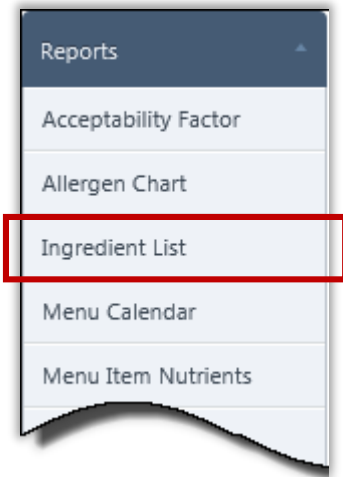 Reports
Acceptability Factor
Allergen Chart
Ingredient List
Menu Calendar
Menu Item Nutrients